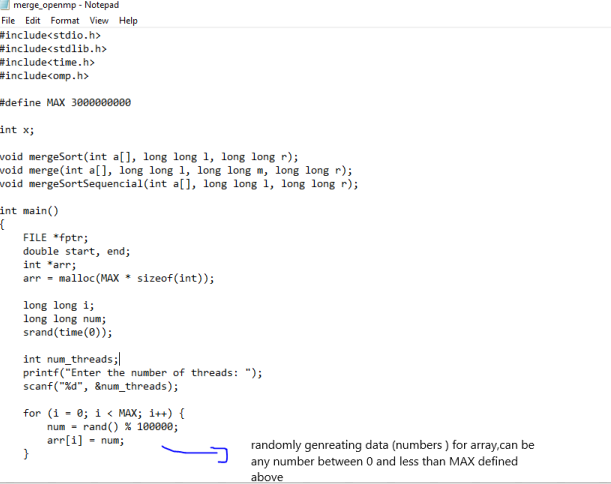 merge_openmp - Notepad
File Edit Format View Help
#include<stdio.h>
#include<stdlib.h>
#include<time.h>
#include<omp.h>
#define MAX 3000000000
int x;
void mergeSort(int a[], long long l, long long r);
void merge(int a[], long long l, long long m, long long r);
void mergeSortSequencial(int a[], long long l, long long r);
int main()
{
    FILE *fptr;
    double start, end;
    int *arr;
    arr = malloc(MAX * sizeof(int));
    long long i;
    long long num;
    srand(time(0));
    int num_threads;
    printf("Enter the number of threads: ");
    scanf("%d", &num_threads);
    for (i = 0; i < MAX; i++) {
        num = rand() % 100000;
        arr[i] = num;
    }
randomly genreating data (numbers ) for array,can be
any number between 0 and less than MAX defined
above